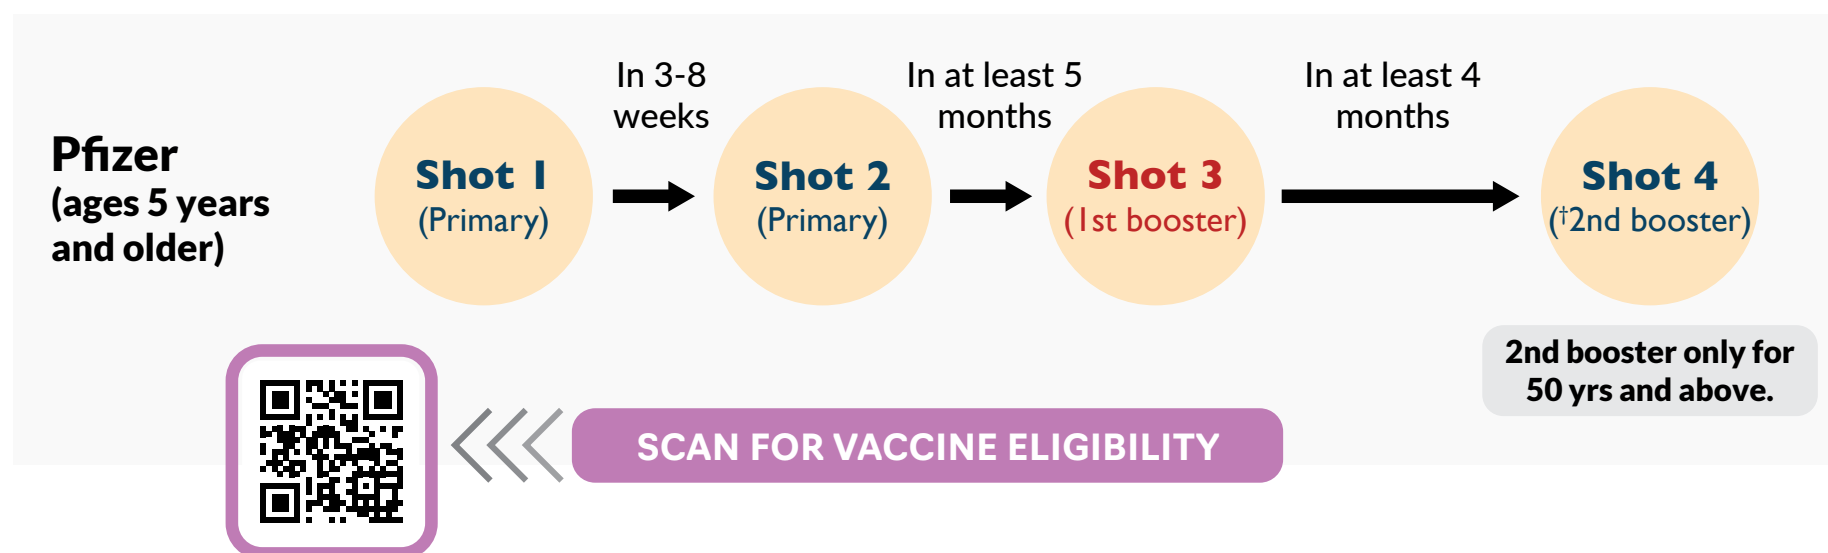 Pfizer
(ages 5 years
and older)
Shot 1
(Primary)
In 3-8
weeks
Shot 2
(Primary)
In at least 5
months
Shot 3
(1st booster)
In at least 4
months
Shot 4
(†2nd booster)
2nd booster only for
50 yrs and above.
SCAN FOR VACCINE ELIGIBILITY